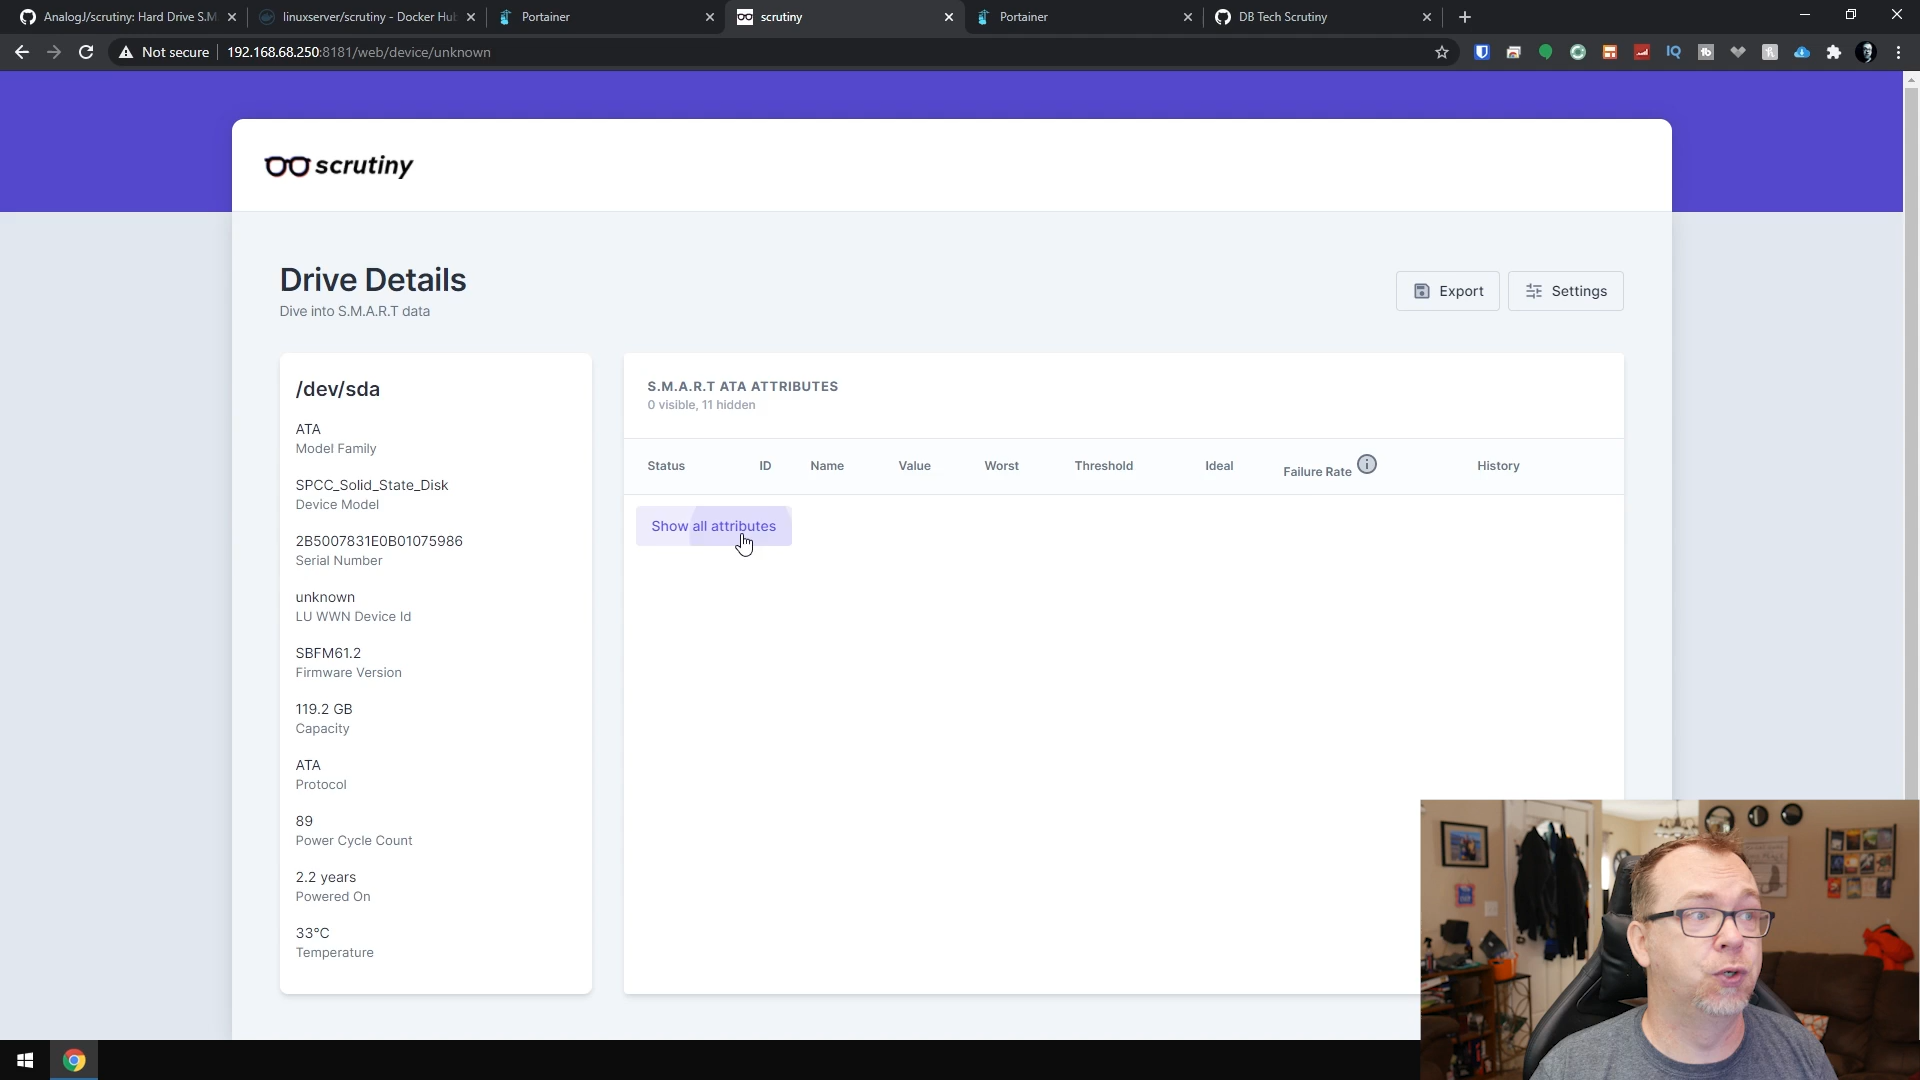 AnalogJ/scrutiny: Hard Drive S.M
linuxserver/scrutiny - Docker Hub
Portainer
scrutiny
Portainer
DB Tech Scrutiny
Not secure
192.168.68.250:8181/web/device/unknown
scrutiny
Drive Details
Dive into S.M.A.R.T data
Export
Settings
/dev/sda
ATA
Model Family
SPCC_Solid_State_Disk
Device Model
2B5007831E0B01075986
Serial Number
unknown
LU WWN Device Id
SBFM61.2
Firmware Version
119.2 GB
Capacity
ATA
Protocol
89
Power Cycle Count
2.2 years
Powered On
33°C
Temperature
S.M.A.R.T ATA ATTRIBUTES
0 visible, 11 hidden
Status ID Name Value Worst Threshold Ideal Failure Rate History
Show all attributes